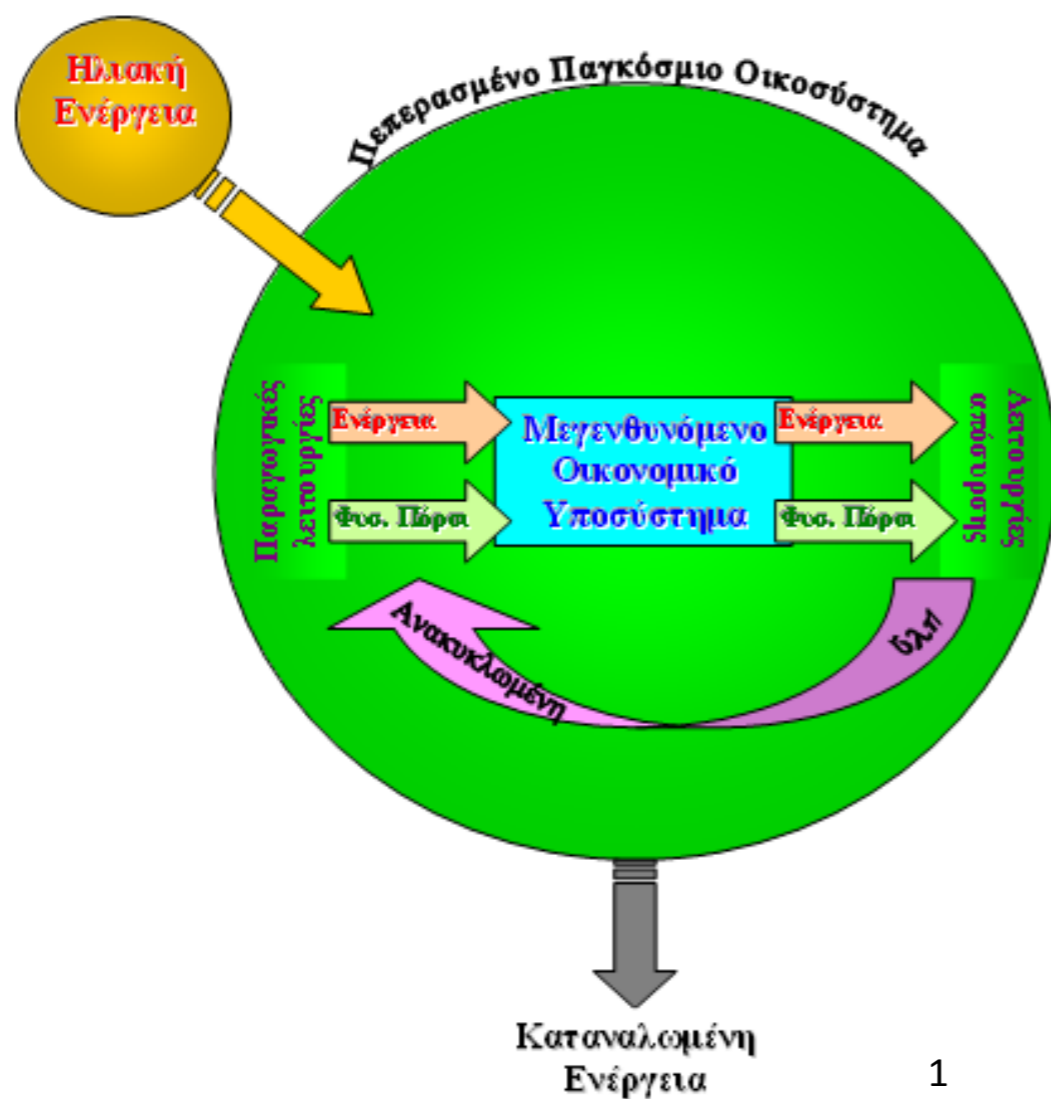 Ηλιακή
Ενέργεια
Πεπερασμένο Παγκόσμιο Οικοσύστημα
Παραγωγικές
λειτουργίες
Ενέργεια
Φυσ. Πόροι
Μεγενθυνόμενο
Οικονομικό
Υποσύστημα
Ενέργεια
Φυσ. Πόροι
Λειτουργίες
απόσυρσης
Ανακυκλωμένη
ύλη
Καταναλωμένη
Ενέργεια
1